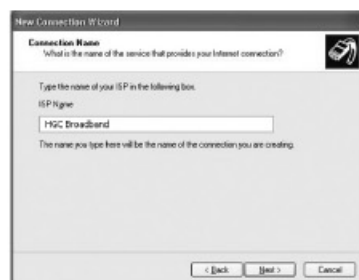 New Connection Wizard
Connection Name
What is the name of the service that provides your Internet connection?
Type the name of your ISP in the following box.
ISP Name
HGC Broadband
The name you type here will be the name of the connection you are creating.
< Back
Next >
Cancel